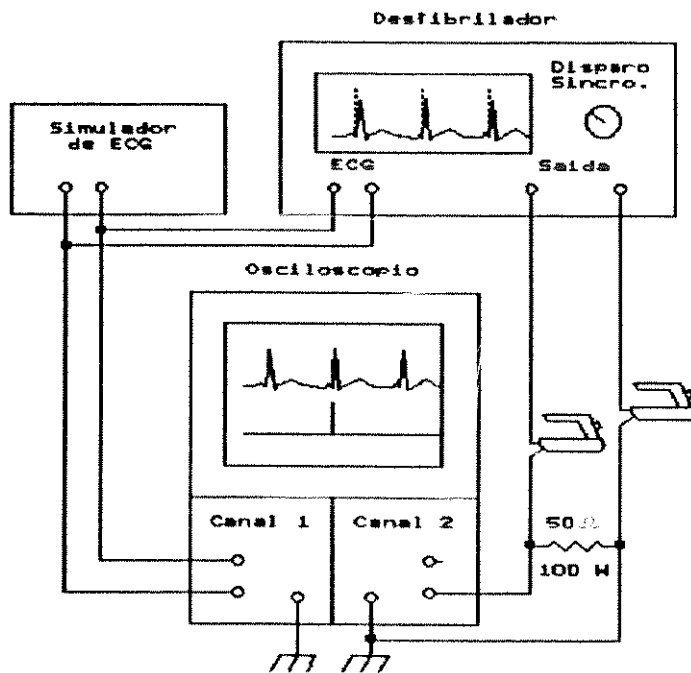 Desfibrilador
Disparo
Sincro.
Simulador
de ECG
ECG
Saida
Osciloscopio
Canal 1
Canal 2
50 Ω
100 W